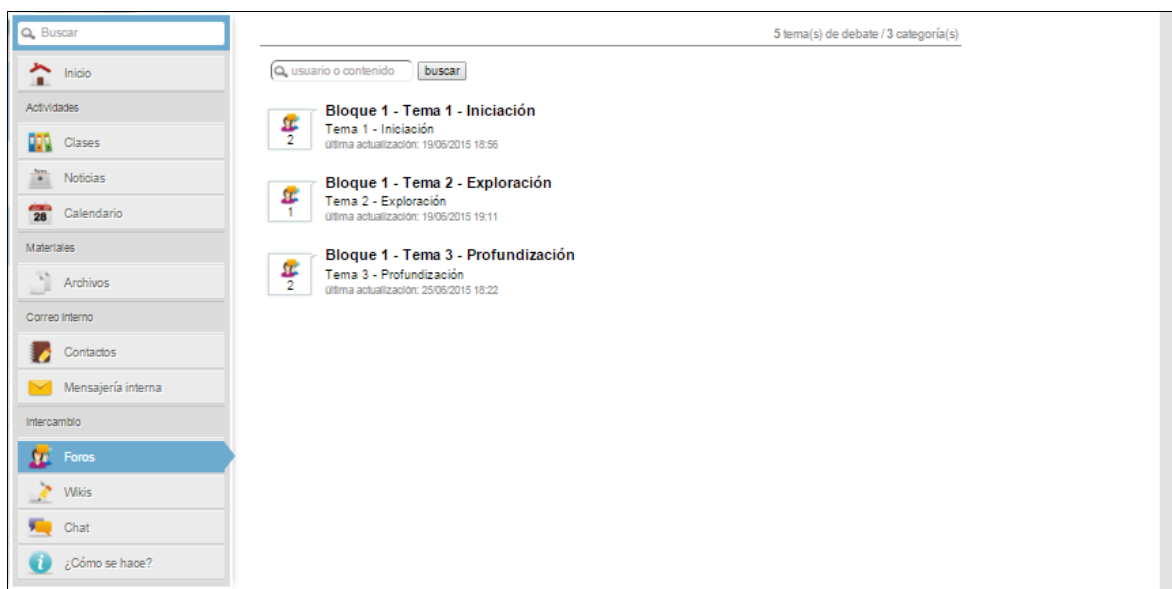 Buscar
Inicio
Actividades
Clases
Noticias
28
Calendario
Materiales
Archivos
Correo Interno
Contactos
Mensajería interna
Intercambio
Foros
Wikis
Chat
¿Cómo se hace?
5 tema(s) de debate / 3 categoría(s)
usuario o contenido buscar
Bloque 1 - Tema 1 - Iniciación
Tema 1 - Iniciación
2
última actualización: 19/06/2015 18:56
Bloque 1 - Tema 2 - Exploración
Tema 2 - Exploración
1
última actualización: 19/06/2015 19:11
Bloque 1 - Tema 3 - Profundización
Tema 3 - Profundización
2
última actualización: 25/06/2015 18:22